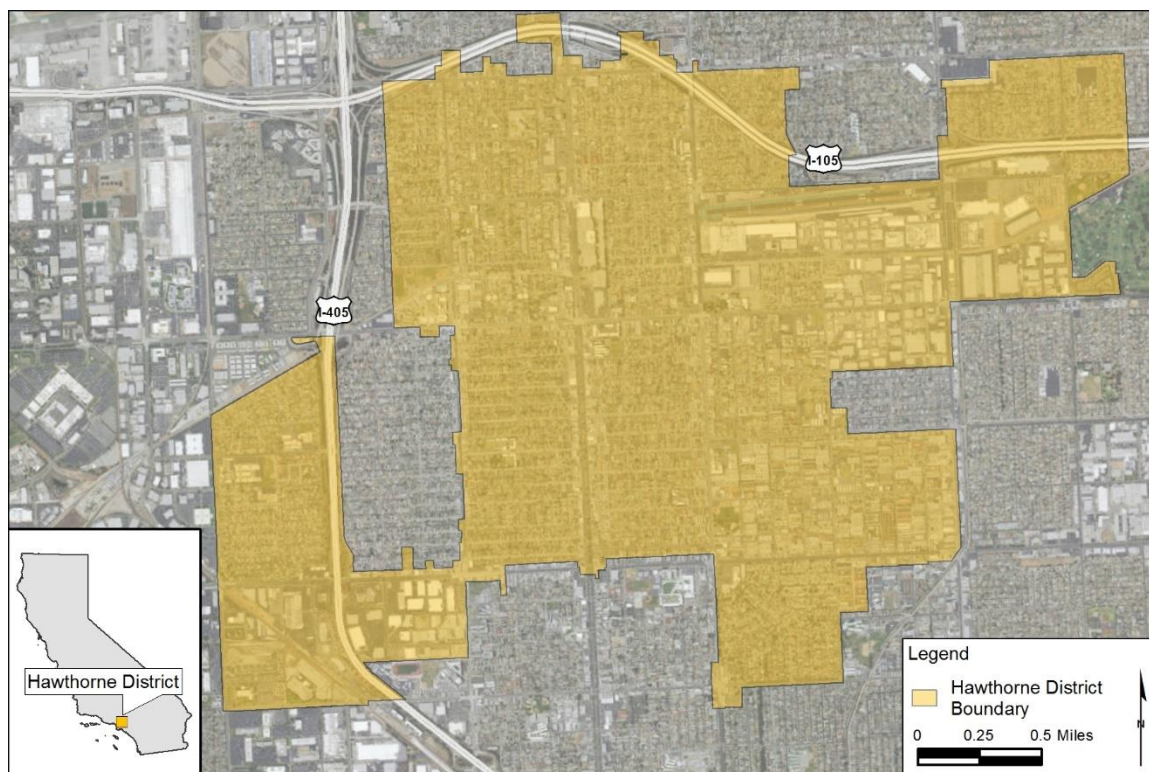 I-105
I-405
Hawthorne District
Legend
Hawthorne District
Boundary
0 0.25 0.5 Miles
N